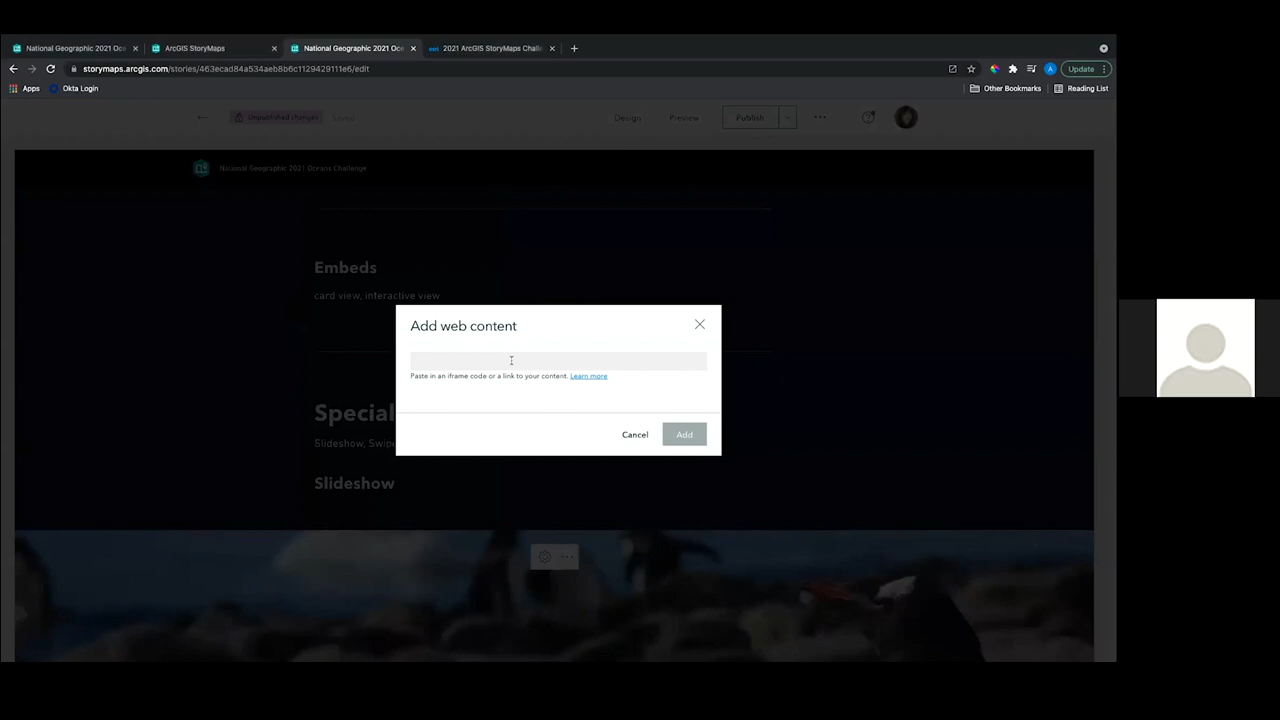 National Geographic 2021 Oce
ArcGIS StoryMaps
National Geographic 2021 Oc
2021 ArcGIS StoryMaps Chall
storymaps.arcgis.com/stories/463ecad84a534aeb8b6c1129429111e6/edit
A
Update
Apps
Okta Login
Other Bookmarks
Reading List
Unpublished changes
Saved
Design
Preview
Publish
National Geographic 2021 Oceans Challenge
Embeds
card view, interactive view
Add web content
Paste in an iframe code or a link to your content. Learn more
Cancel
Add
Special
Slideshow, Swipe
Slideshow